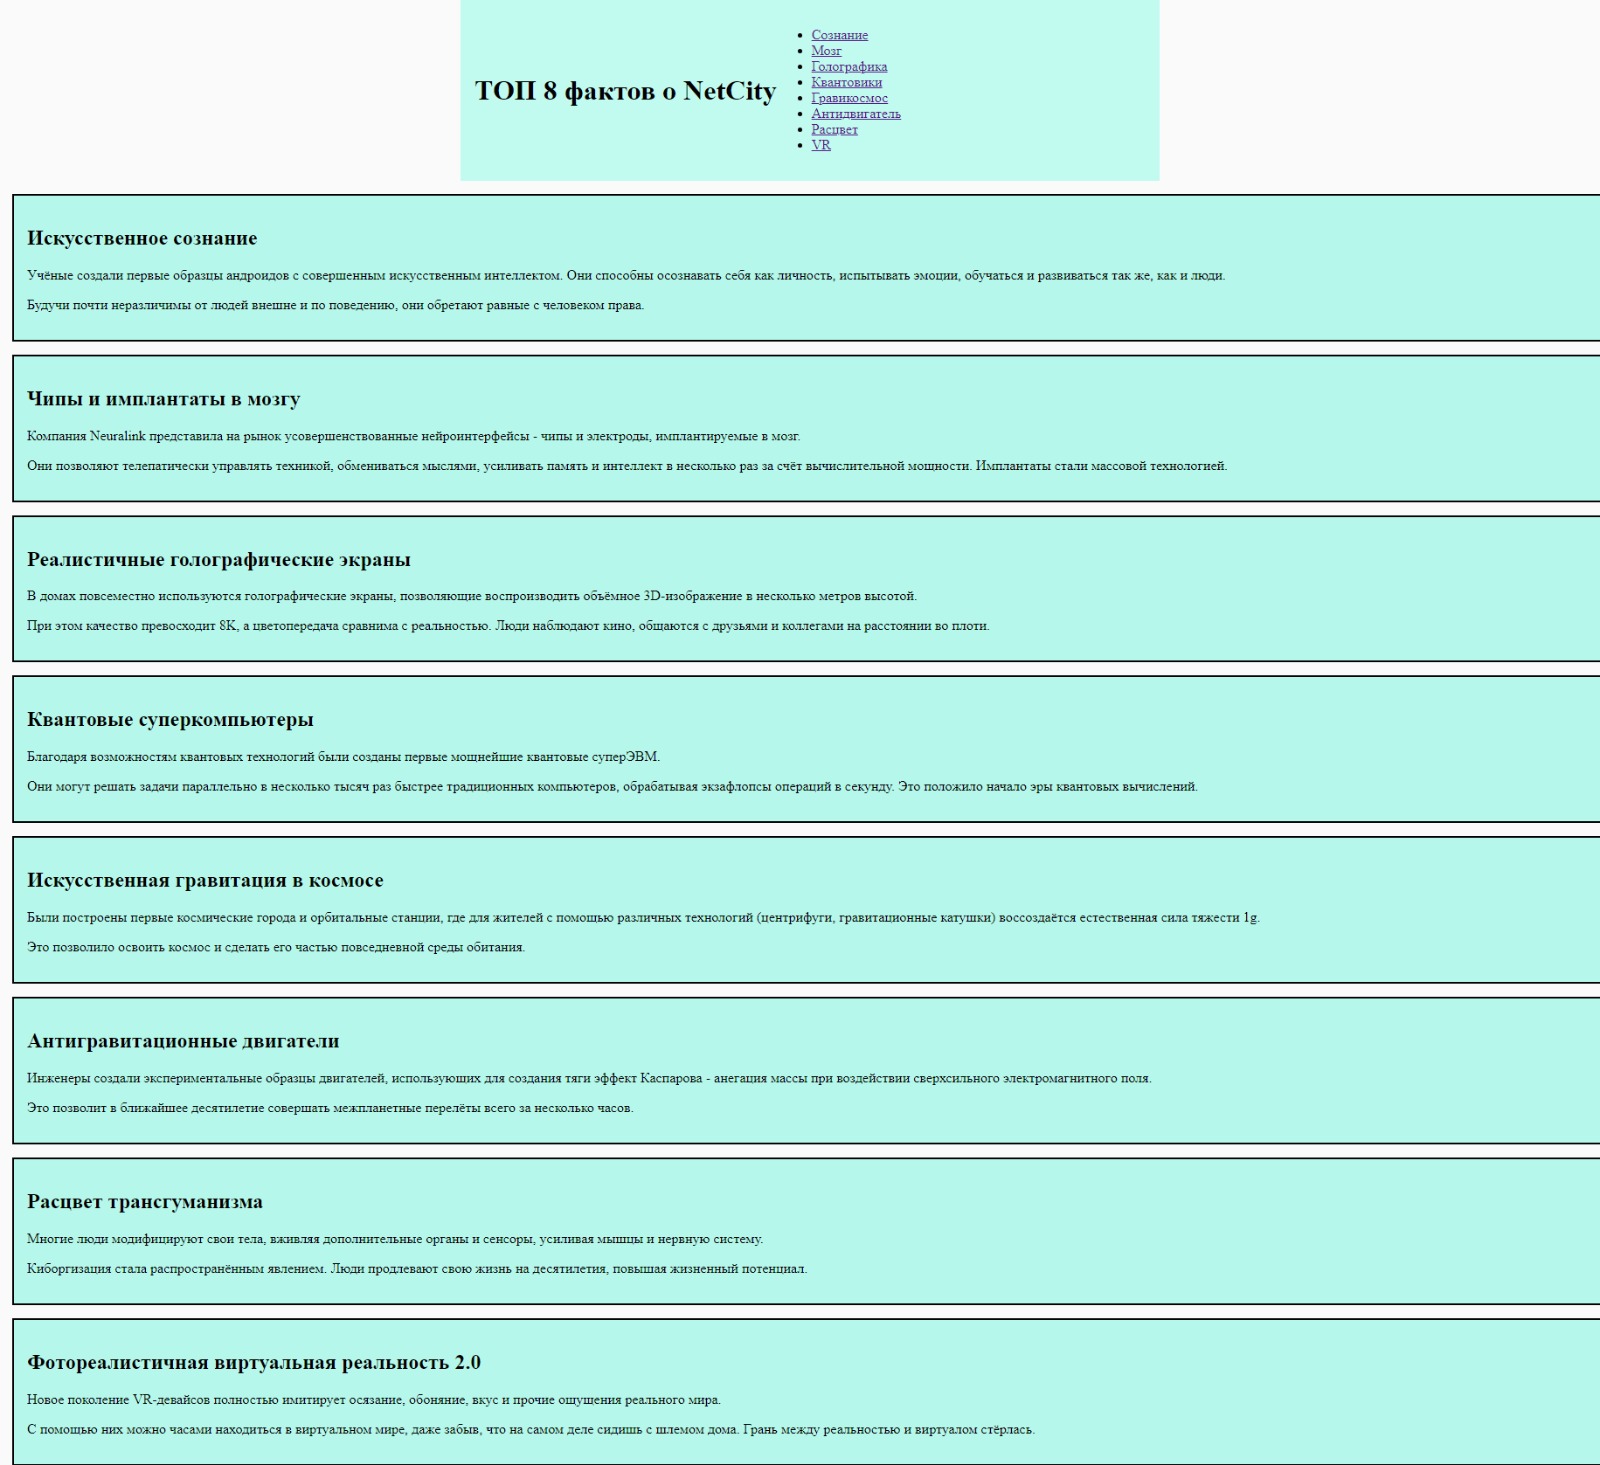 ТОП 8 фактов о NetCity
Сознание
Мозг
Голографика
Квантовики
Гравикосмос
Антидвигатель
Расцвет
VR
Искусственное сознание
Учёные создали первые образцы андроидов с совершенным искусственным интеллектом. Они способны осознавать себя как личность, испытывать эмоции, обучаться и развиваться так же, как и люди.
Будучи почти неразличимы от людей внешне и по поведению, они обретают равные с человеком права.
Чипы и имплантаты в мозгу
Компания Neuralink представила на рынок усовершенствованные нейроинтерфейсы - чипы и электроды, имплантируемые в мозг.
Они позволяют телепатически управлять техникой, обмениваться мыслями, усиливать память и интеллект в несколько раз за счёт вычислительной мощности. Имплантаты стали массовой технологией.
Реалистичные голографические экраны
В домах повсеместно используются голографические экраны, позволяющие воспроизводить объёмное 3D-изображение в несколько метров высотой.
При этом качество превосходит 8K, а цветопередача сравнима с реальностью. Люди наблюдают кино, общаются с друзьями и коллегами на расстоянии во плоти.
Квантовые суперкомпьютеры
Благодаря возможностям квантовых технологий были созданы первые мощнейшие квантовые суперЭВМ.
Они могут решать задачи параллельно в несколько тысяч раз быстрее традиционных компьютеров, обрабатывая экзафлопсы операций в секунду. Это положило начало эры квантовых вычислений.
Искусственная гравитация в космосе
Были построены первые космические города и орбитальные станции, где для жителей с помощью различных технологий (центрифуги, гравитационные катушки) воссоздаётся естественная сила тяжести 1g.
Это позволило освоить космос и сделать его частью повседневной среды обитания.
Антигравитационные двигатели
Инженеры создали экспериментальные образцы двигателей, использующих для создания тяги эффект Каспарова - анегация массы при воздействии сверхсильного электромагнитного поля.
Это позволит в ближайшее десятилетие совершать межпланетные перелёты всего за несколько часов.
Расцвет трансгуманизма
Многие люди модифицируют свои тела, вживляя дополнительные органы и сенсоры, усиливая мышцы и нервную систему.
Киборгизация стала распространённым явлением. Люди продлевают свою жизнь на десятилетия, повышая жизненный потенциал.
Фотореалистичная виртуальная реальность 2.0
Новое поколение VR-девайсов полностью имитирует осязание, обоняние, вкус и прочие ощущения реального мира.
С помощью них можно часами находиться в виртуальном мире, даже забыв, что на самом деле сидишь с шлемом дома. Грань между реальностью и виртуалом стёрлась.